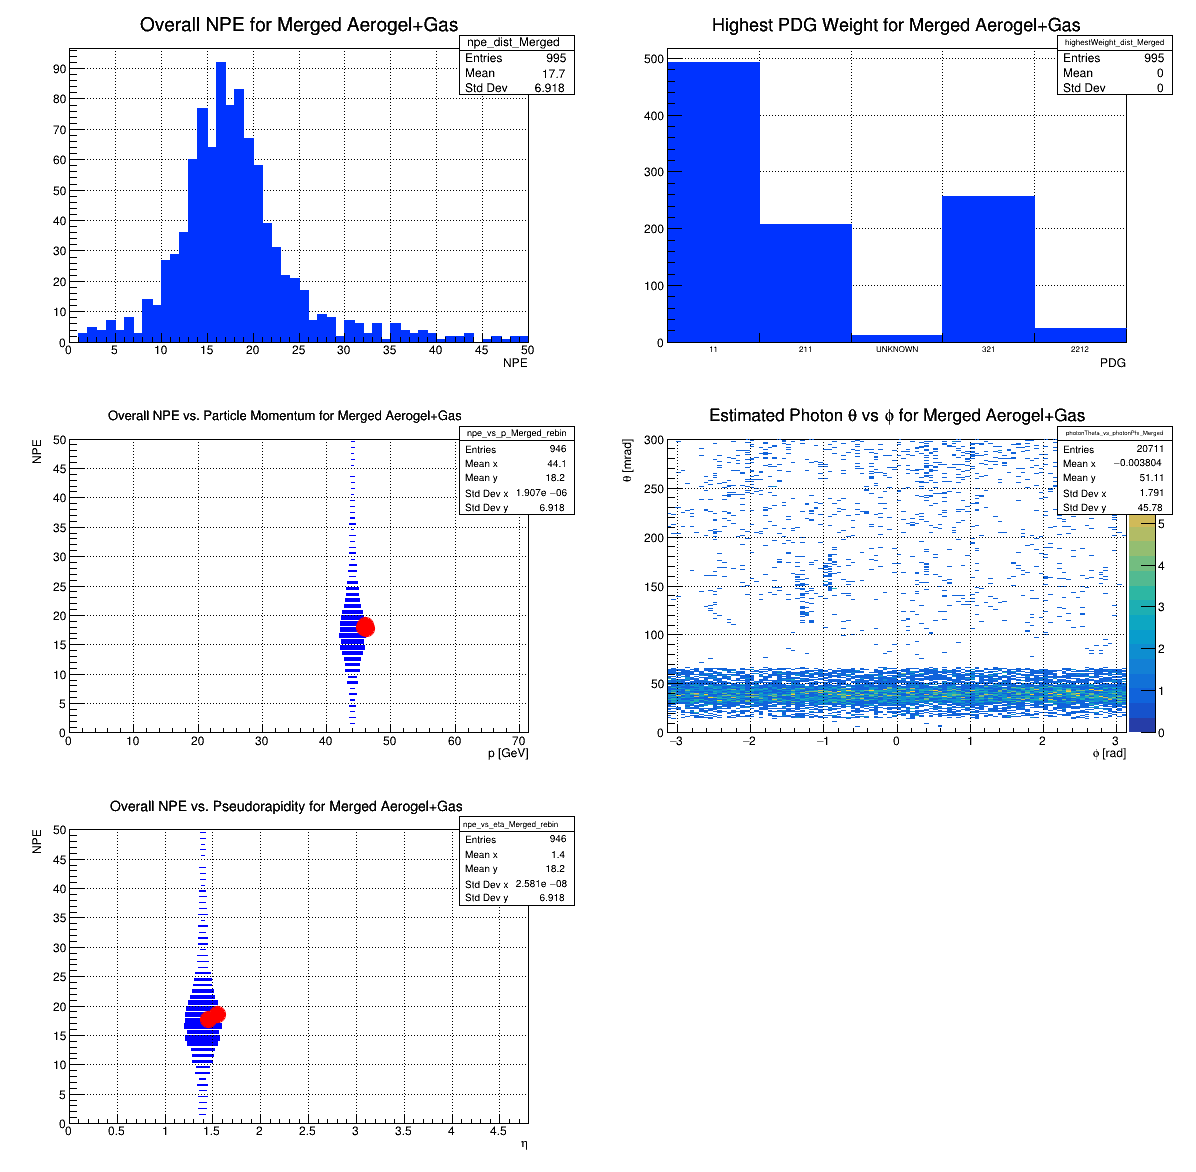 Overall NPE for Merged Aerogel+Gas
npe_dist_Merged
Entries 995
Mean 17.7
Std Dev 6.918
90
80
70
60
50
40
30
20
10
0
0 5 10 15 20 25 30 35 40 45 50
NPE
Highest PDG Weight for Merged Aerogel+Gas
highestWeight_dist_Merged
Entries 995
Mean 0
Std Dev 0
500
400
300
200
100
0
11 211 UNKNOWN 321 2212
PDG
Overall NPE vs. Particle Momentum for Merged Aerogel+Gas
npe_vs_p_Merged_rebin
Entries 946
Mean x 44.1
Mean y 18.2
Std Dev x 1.907e −06
Std Dev y 6.918
NPE
50
45
40
35
30
25
20
15
10
5
0
0 10 20 30 40 50 60 70
p [GeV]
Estimated Photon θ vs ϕ for Merged Aerogel+Gas
photonTheta_vs_photonPhi_Merged
Entries 20711
Mean x −0.003804
Mean y 51.11
Std Dev x 1.791
Std Dev y 45.78
θ [mrad]
300
250
200
150
100
50
0
−3 −2 −1 0 1 2 3
ϕ [rad]
5
4
3
2
1
0
Overall NPE vs. Pseudorapidity for Merged Aerogel+Gas
npe_vs_eta_Merged_rebin
Entries 946
Mean x 1.4
Mean y 18.2
Std Dev x 2.581e −08
Std Dev y 6.918
NPE
50
45
40
35
30
25
20
15
10
5
0
0 0.5 1 1.5 2 2.5 3 3.5 4 4.5
η